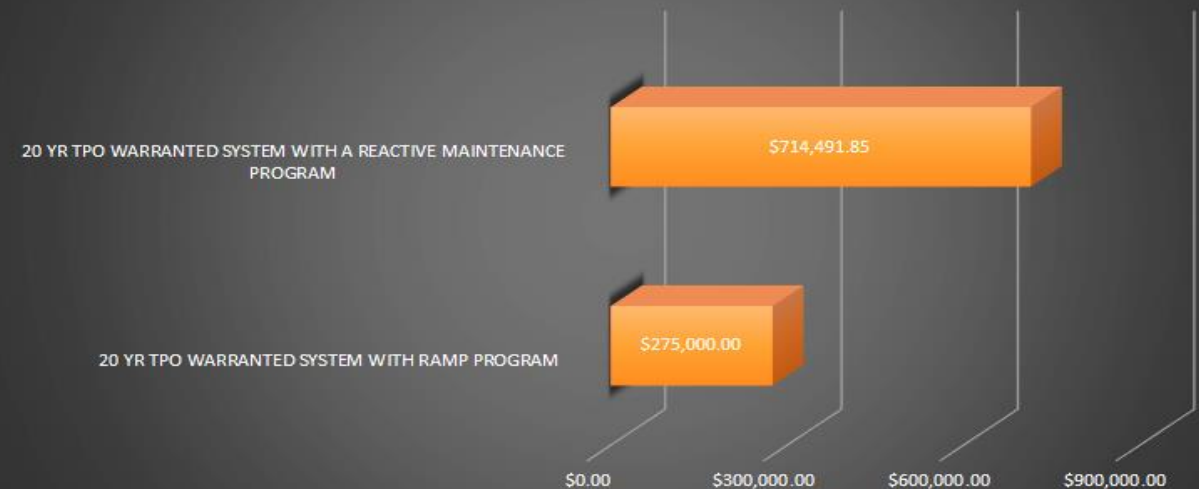 20 YR TPO WARRANTED SYSTEM WITH A REACTIVE MAINTENANCE
PROGRAM
$714,491.85
20 YR TPO WARRANTED SYSTEM WITH RAMP PROGRAM
$275,000.00
$0.00
$300,000.00
$600,000.00
$900,000.00